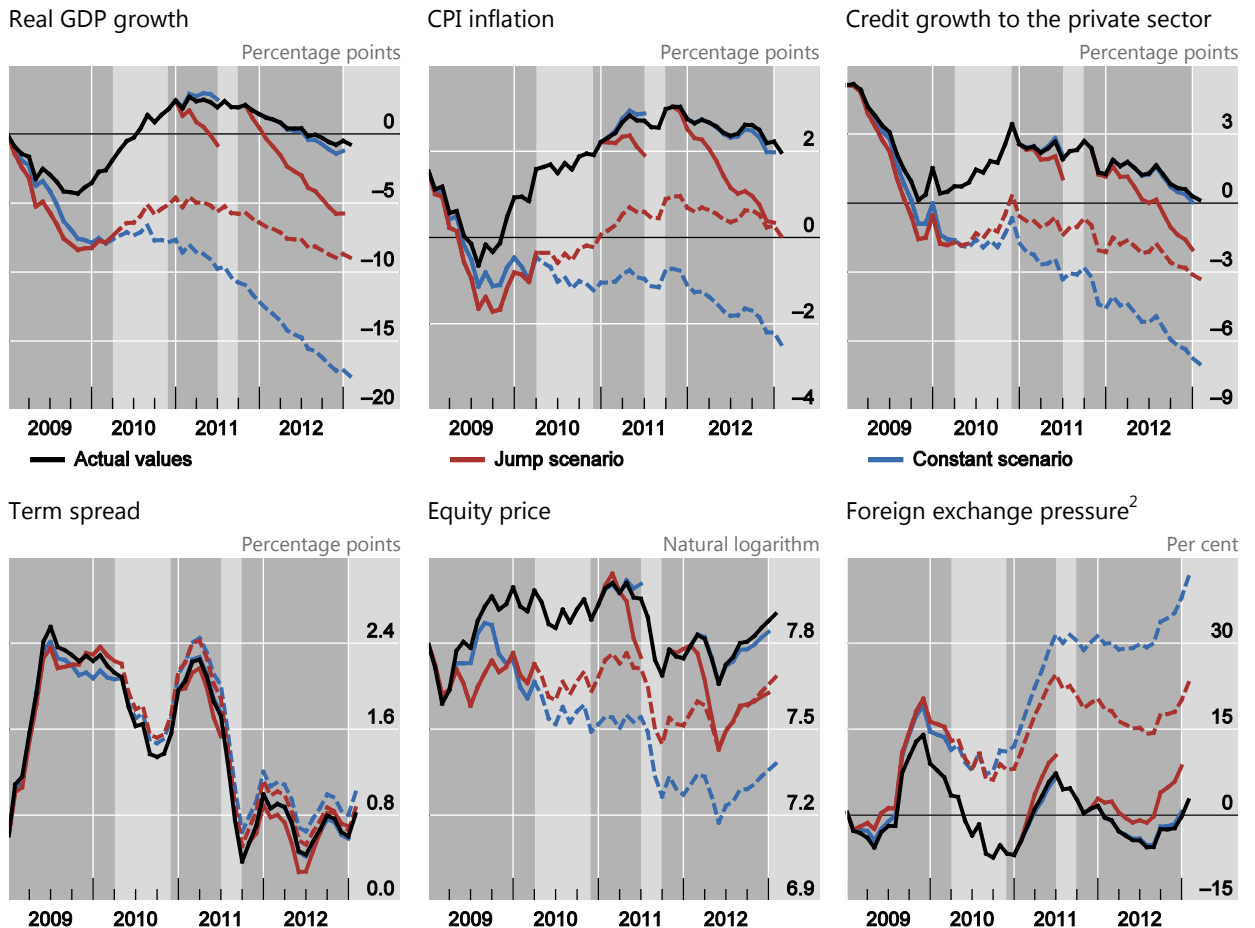 Real GDP growth
CPI inflation
Credit growth to the private sector
Percentage points
Percentage points
Percentage points
0
–5
–10
–15
–20
2
0
–2
–4
3
0
–3
–6
–9
2009 2010 2011 2012
2009 2010 2011 2012
2009 2010 2011 2012
Actual values
Jump scenario
Constant scenario
Term spread
Equity price
Foreign exchange pressure²
Percentage points
Natural logarithm
Per cent
2.4
1.6
0.8
0.0
7.8
7.5
7.2
6.9
30
15
0
–15
2009 2010 2011 2012
2009 2010 2011 2012
2009 2010 2011 2012